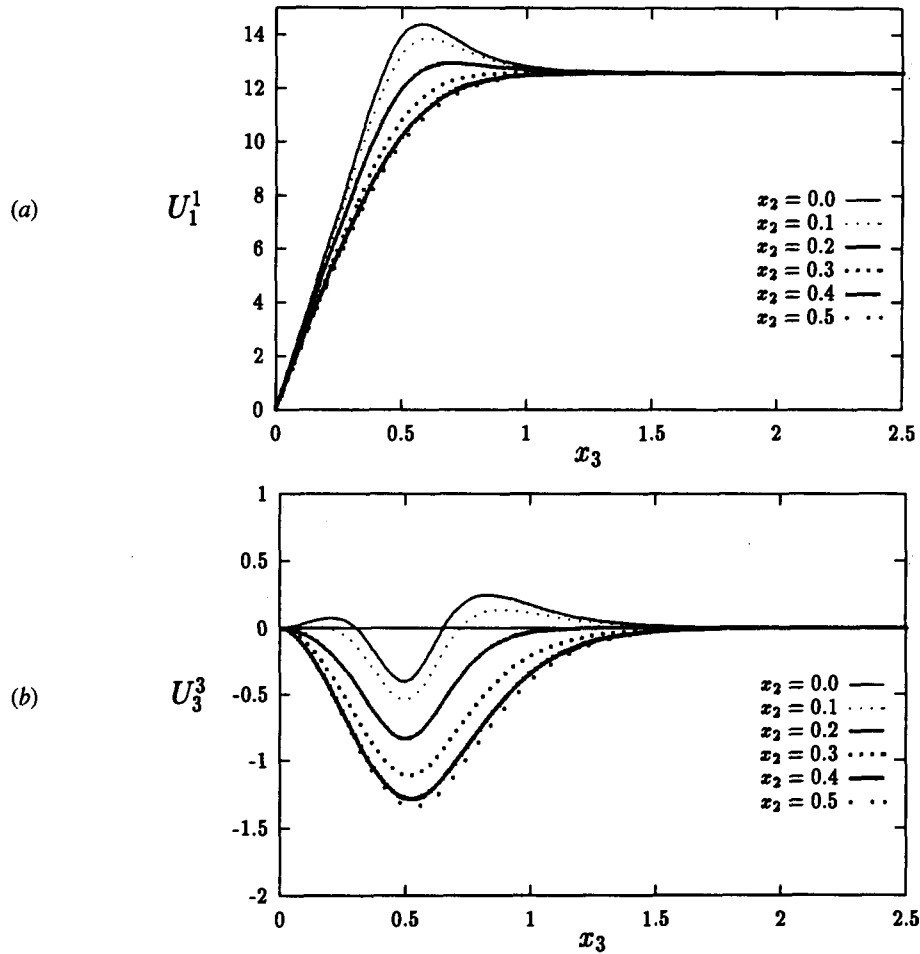 14
12
10
(a)
U_1^1
8
6
4
2
0
x_2 = 0.0
x_2 = 0.1
x_2 = 0.2
x_2 = 0.3
x_2 = 0.4
x_2 = 0.5
0 0.5 1 1.5 2 2.5
x_3
1
0.5
0
(b)
U_3^3
-0.5
-1
-1.5
-2
x_2 = 0.0
x_2 = 0.1
x_2 = 0.2
x_2 = 0.3
x_2 = 0.4
x_2 = 0.5
0 0.5 1 1.5 2 2.5
x_3